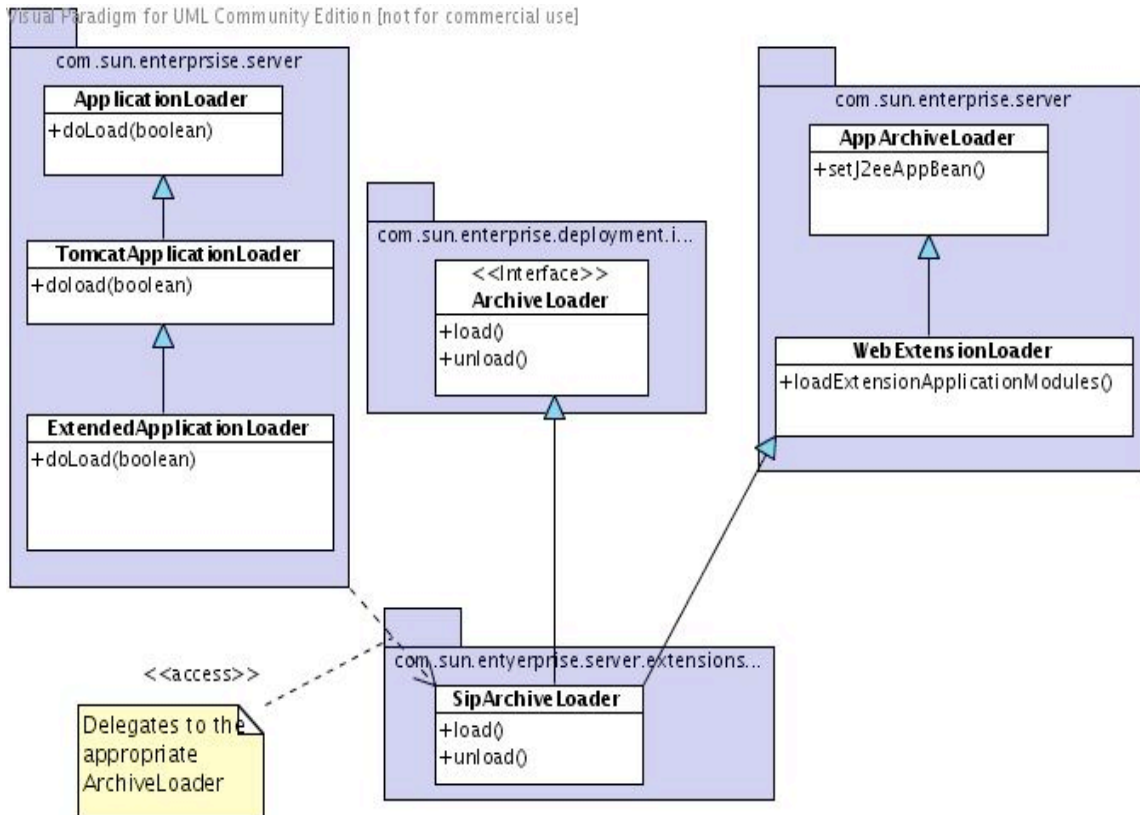 Visual Paradigm for UML Community Edition [not for commercial use]
com.sun.enterprsise.server
ApplicationLoader
+doLoad(boolean)
TomcatApplicationLoader
+doload(boolean)
ExtendedApplicationLoader
+doLoad(boolean)
com.sun.enterprise.deployment.i...
<<Interface>>
ArchiveLoader
+load()
+unload()
com.sun.enterprise.server
AppArchiveLoader
+setJ2eeAppBean()
WebExtensionLoader
+loadExtensionApplicationModules()
<<access>>
Delegates to the
appropriate
ArchiveLoader
com.sun.entyerprise.server.extensions...
SipArchiveLoader
+load()
+unload()